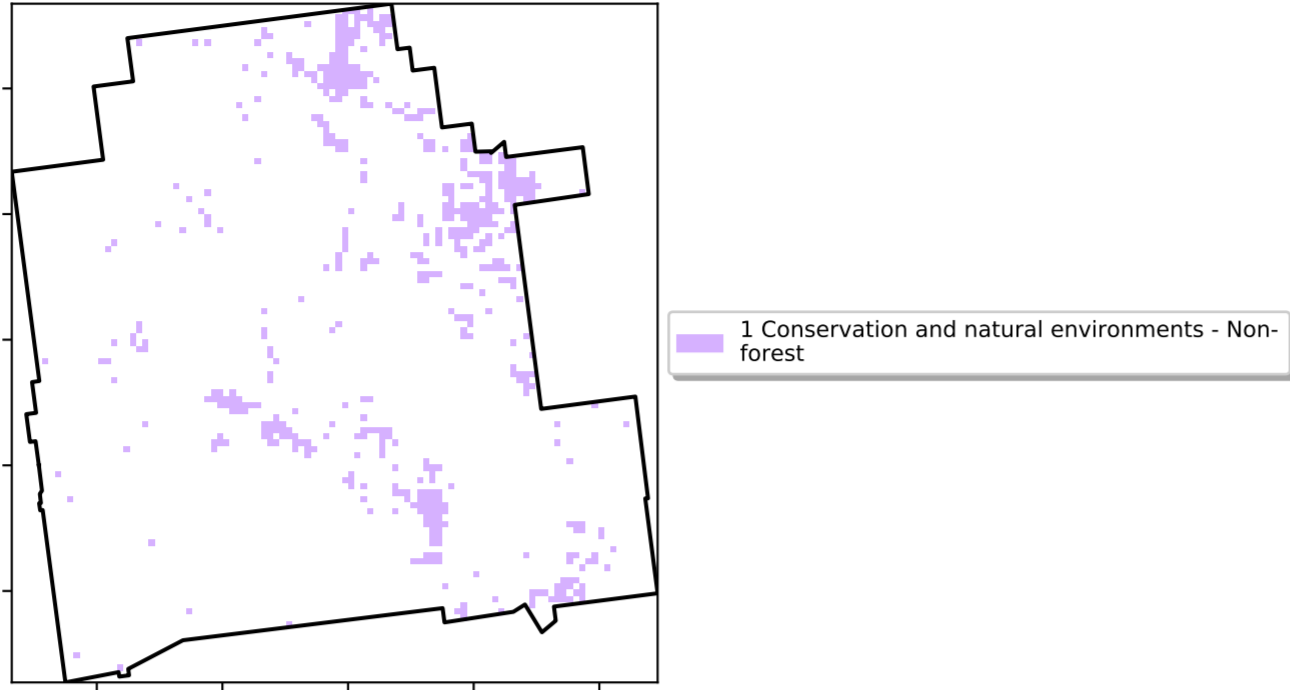 1 Conservation and natural environments - Non-
forest